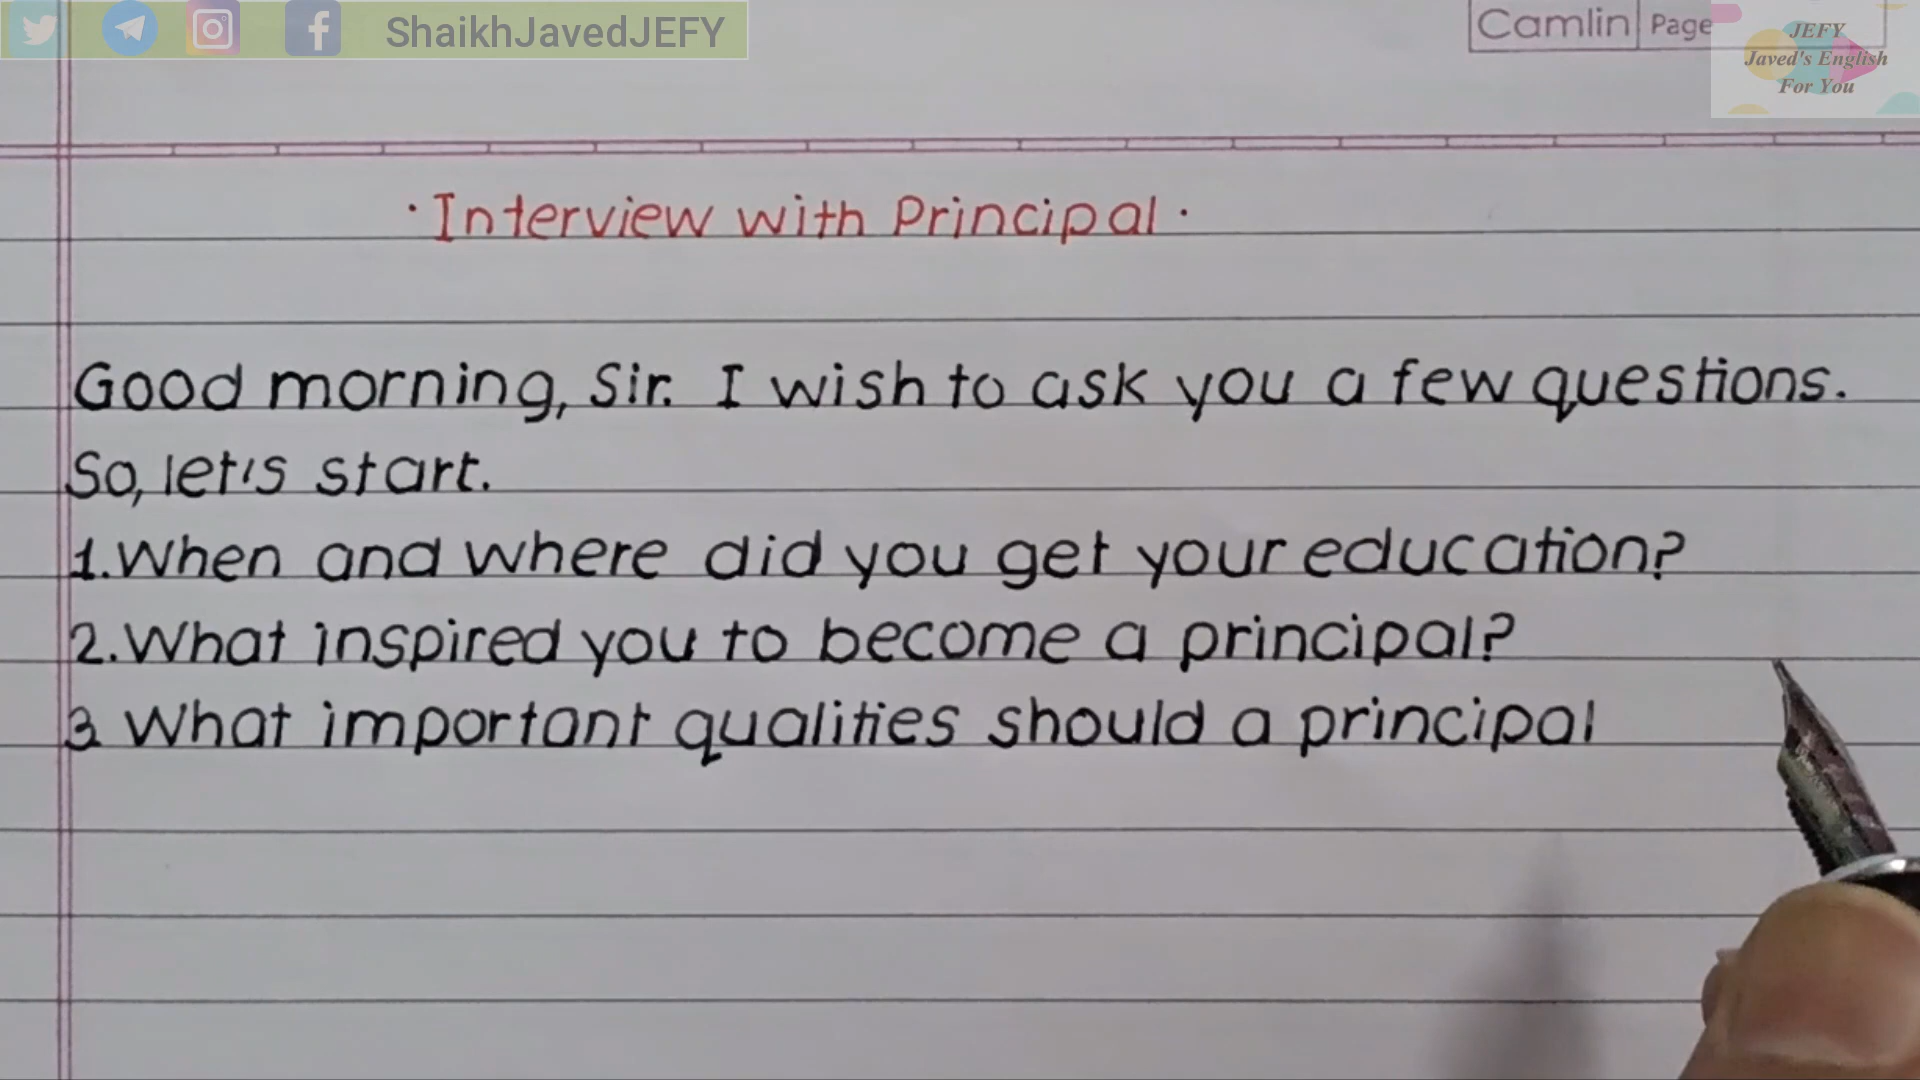 ShaikhJavedJEFY
Camlin Page
JEFY
Javed's English
For You
· Interview with Principal ·
Good morning, Sir. I wish to ask you a few questions.
So, let's start.
1. When and where did you get your education?
2. What inspired you to become a principal?
3. What important qualities should a principal